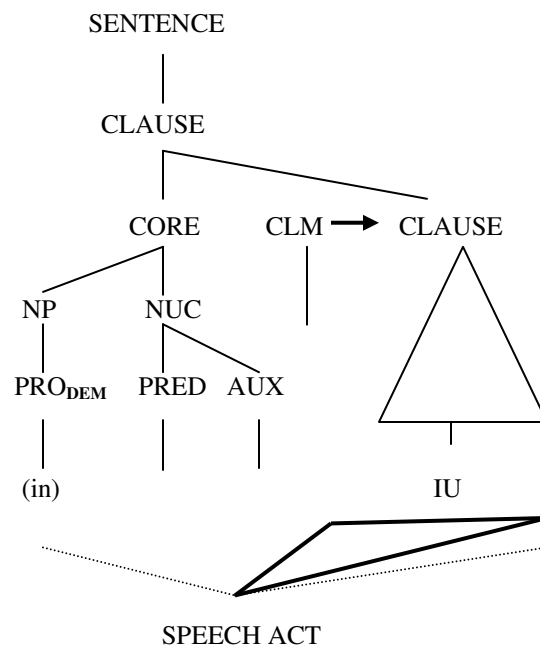 SENTENCE
CLAUSE
CORE CLM CLAUSE
NP NUC
PRODEM PRED AUX
(in) IU
SPEECH ACT